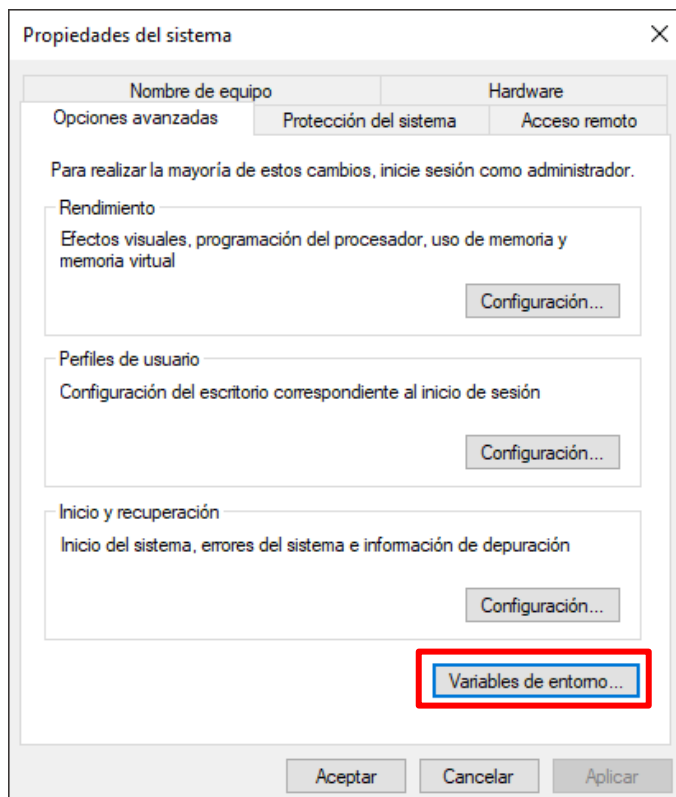 Propiedades del sistema
Nombre de equipo
Hardware
Opciones avanzadas
Protección del sistema
Acceso remoto
Para realizar la mayoría de estos cambios, inicie sesión como administrador.
Rendimiento
Efectos visuales, programación del procesador, uso de memoria y
memoria virtual
Configuración...
Perfiles de usuario
Configuración del escritorio correspondiente al inicio de sesión
Configuración...
Inicio y recuperación
Inicio del sistema, errores del sistema e información de depuración
Configuración...
Variables de entorno...
Aceptar
Cancelar
Aplicar